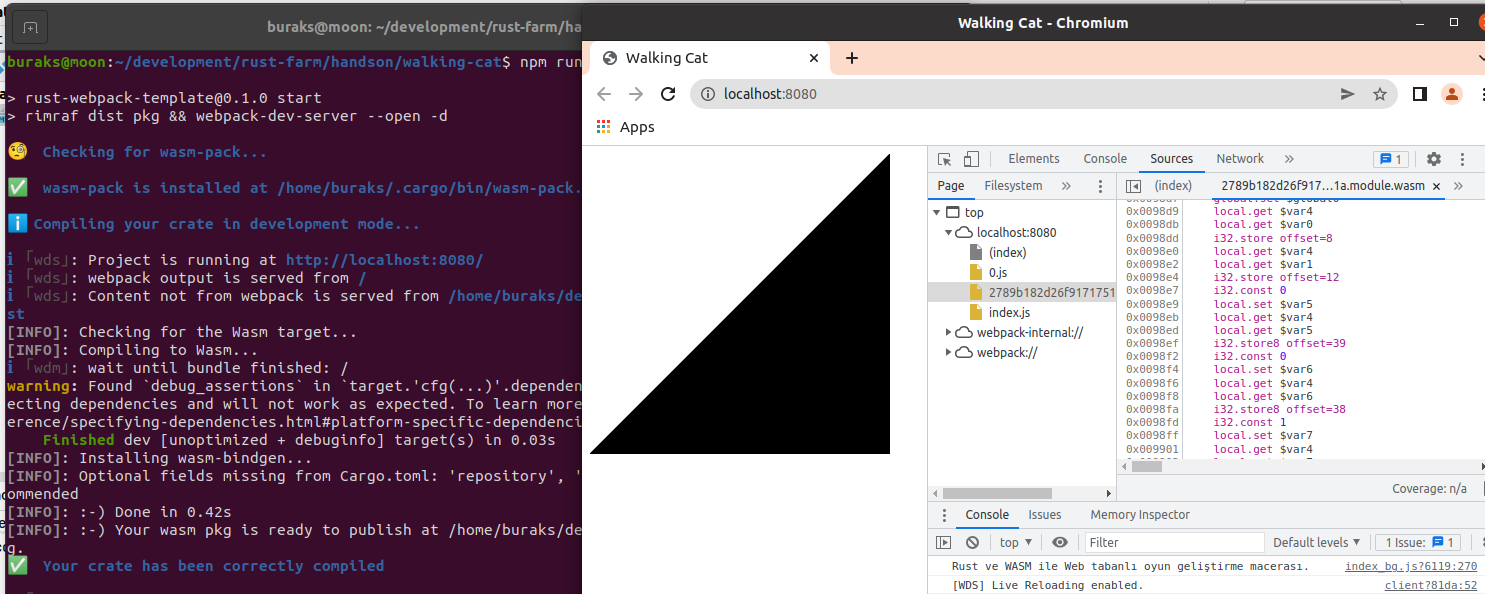 buraks@moon: ~/development/rust-farm/ha
buraks@moon:~/development/rust-farm/handson/walking-cat$ npm run
> rust-webpack-template@0.1.0 start
> rimraf dist pkg && webpack-dev-server --open -d
🧐 Checking for wasm-pack...
✅ wasm-pack is installed at /home/buraks/.cargo/bin/wasm-pack.
ℹ️ Compiling your crate in development mode...
ℹ ｢wds｣: Project is running at http://localhost:8080/
ℹ ｢wds｣: webpack output is served from /
ℹ ｢wds｣: Content not from webpack is served from /home/buraks/de
st
[INFO]: Checking for the Wasm target...
[INFO]: Compiling to Wasm...
ℹ ｢wdm｣: wait until bundle finished: /
warning: Found `debug_assertions` in `target.'cfg(...)'.dependen
ecting dependencies and will not work as expected. To learn more
erence/specifying-dependencies.html#platform-specific-dependenci
Finished dev [unoptimized + debuginfo] target(s) in 0.03s
[INFO]: Installing wasm-bindgen...
[INFO]: Optional fields missing from Cargo.toml: 'repository', '
ommended
[INFO]: :-) Done in 0.42s
[INFO]: :-) Your wasm pkg is ready to publish at /home/buraks/de
g.
✅ Your crate has been correctly compiled
Walking Cat - Chromium
Walking Cat
localhost:8080
Apps
Elements Console Sources Network » 1
Page Filesystem »
(index) 2789b182d26f917…1a.module.wasm »
top
localhost:8080
(index)
0.js
2789b182d26f9171751
index.js
webpack-internal://
webpack://
0x0098d9 local.get $var4
0x0098db local.get $var0
0x0098dd i32.store offset=8
0x0098e0 local.get $var4
0x0098e2 local.get $var1
0x0098e4 i32.store offset=12
0x0098e7 i32.const 0
0x0098e9 local.set $var5
0x0098eb local.get $var4
0x0098ed local.get $var5
0x0098ef i32.store8 offset=39
0x0098f2 i32.const 0
0x0098f4 local.set $var6
0x0098f6 local.get $var4
0x0098f8 local.get $var6
0x0098fa i32.store8 offset=38
0x0098fd i32.const 1
0x0098ff local.set $var7
0x009901 local.get $var4
Coverage: n/a
Console Issues Memory Inspector
top Filter Default levels 1 Issue: 1
Rust ve WASM ile Web tabanlı oyun geliştirme macerası. index_bg.js?6119:270
[WDS] Live Reloading enabled. client?81da:52